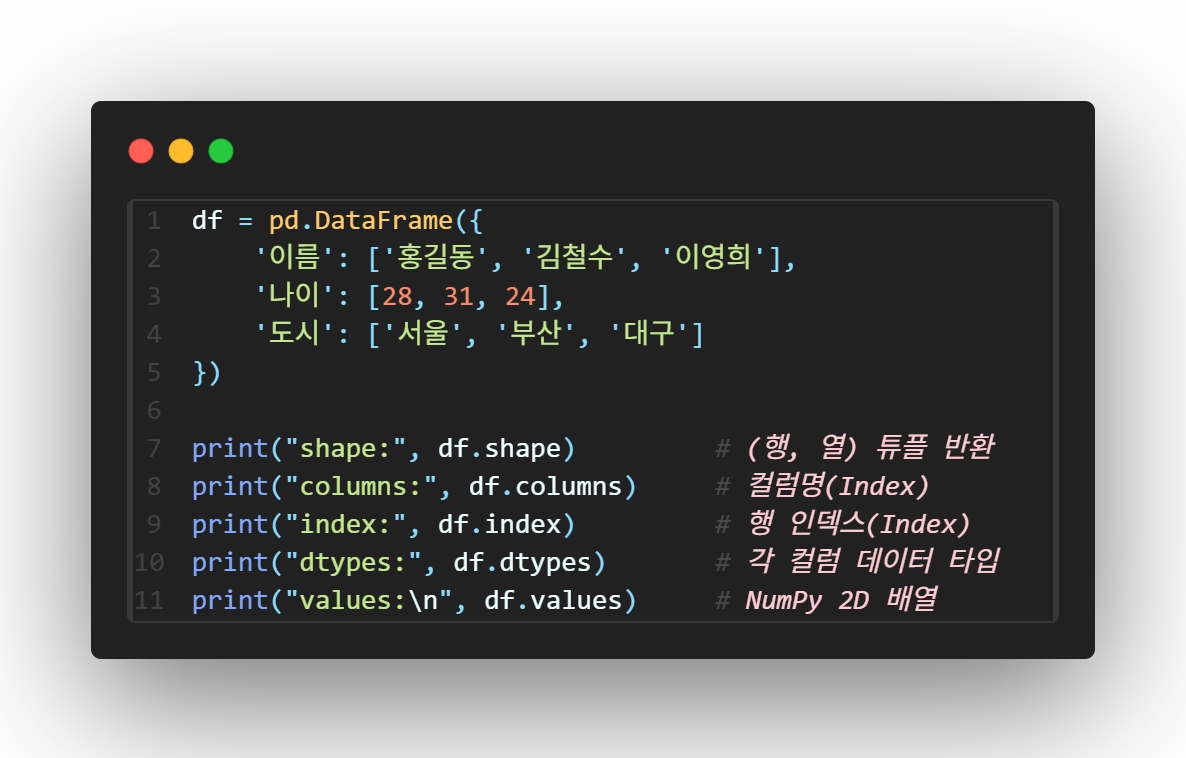 1 df = pd.DataFrame({
2     '이름': ['홍길동', '김철수', '이영희'],
3     '나이': [28, 31, 24],
4     '도시': ['서울', '부산', '대구']
5 })
6
7 print("shape:", df.shape)         # (행, 열) 튜플 반환
8 print("columns:", df.columns)     # 컬럼명(Index)
9 print("index:", df.index)         # 행 인덱스(Index)
10 print("dtypes:", df.dtypes)       # 각 컬럼 데이터 타입
11 print("values:\n", df.values)     # NumPy 2D 배열